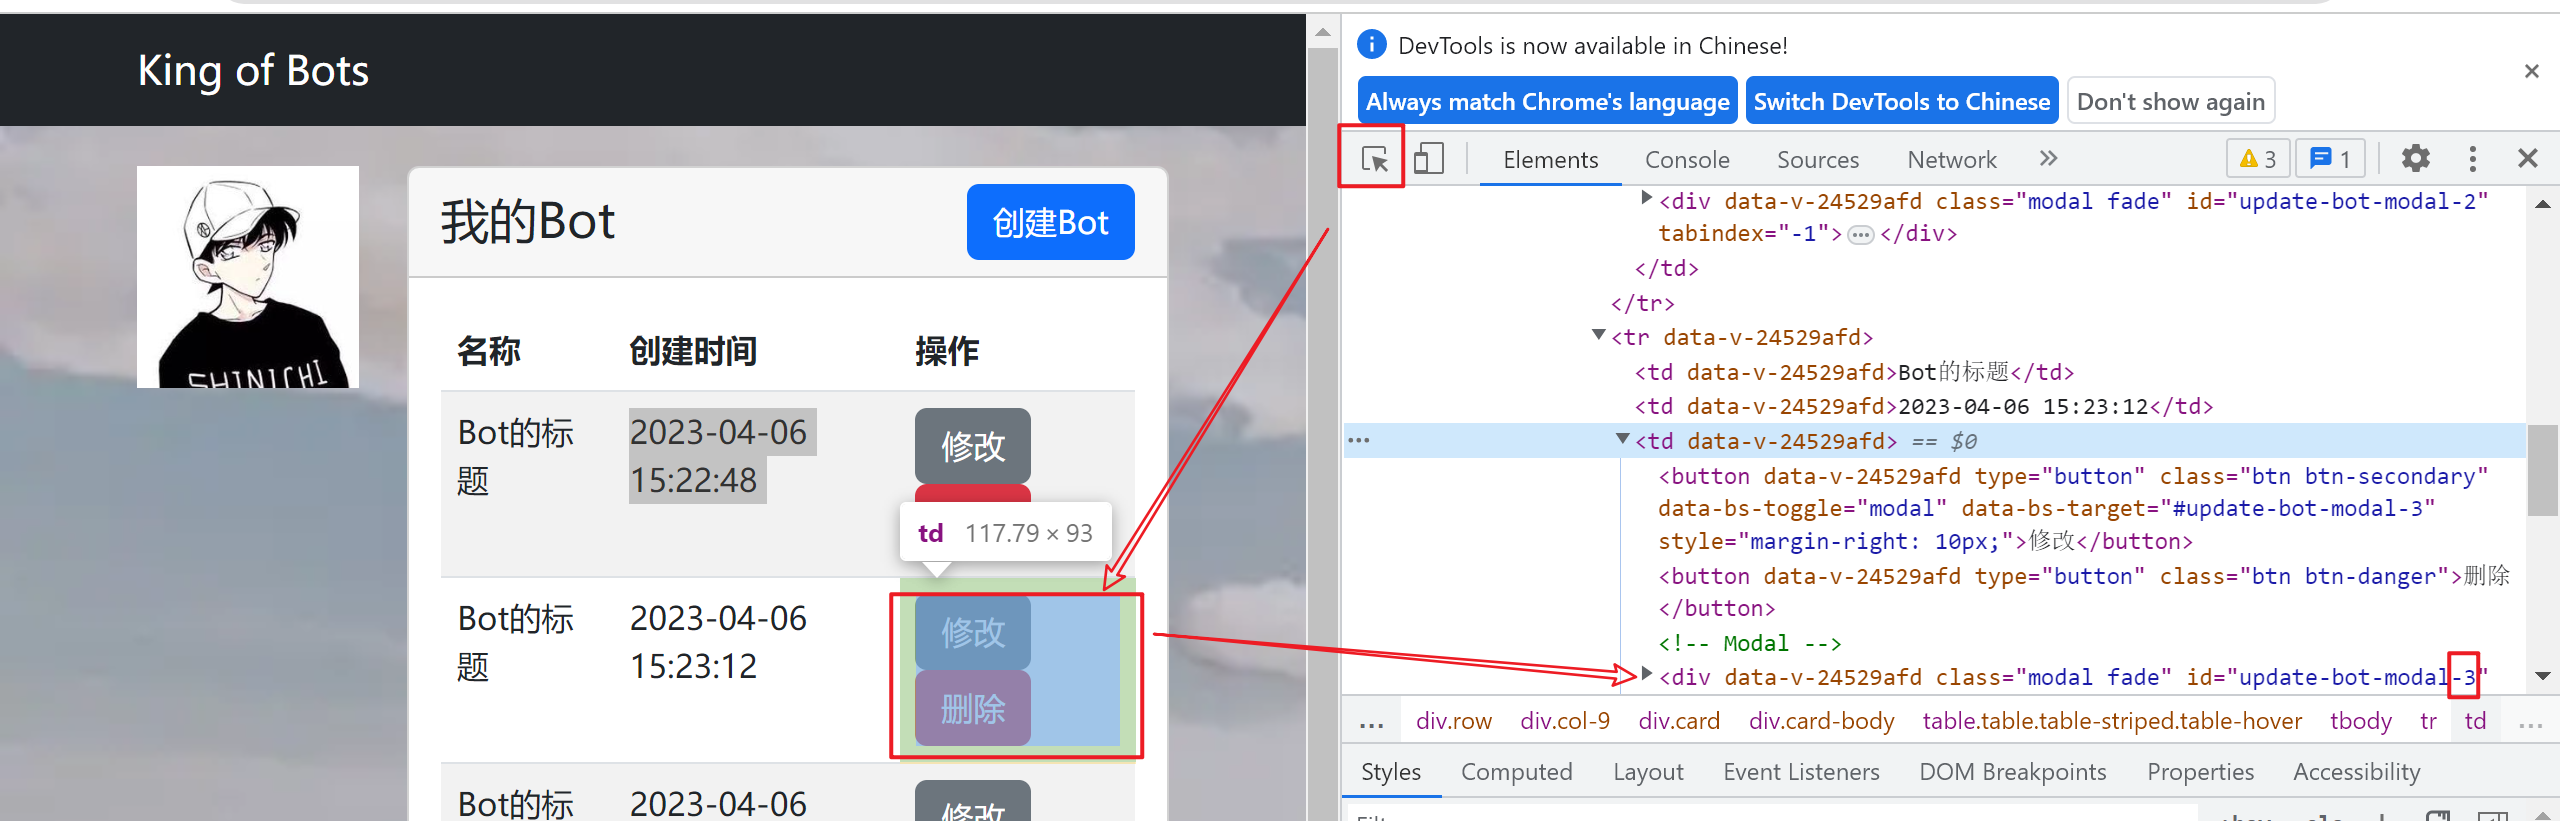 King of Bots
SHINICHI
我的Bot
创建Bot
名称 创建时间 操作
Bot的标题 2023-04-06 15:22:48 修改
td 117.79 × 93
Bot的标题 2023-04-06 15:23:12 修改 删除
Bot的标 2023-04-06 修改
DevTools is now available in Chinese!
Always match Chrome's language Switch DevTools to Chinese Don't show again
Elements Console Sources Network 3 1
<div data-v-24529afd class="modal fade" id="update-bot-modal-2"
tabindex="-1">…</div>
</td>
</tr>
<tr data-v-24529afd>
<td data-v-24529afd>Bot的标题</td>
<td data-v-24529afd>2023-04-06 15:23:12</td>
<td data-v-24529afd> == $0
<button data-v-24529afd type="button" class="btn btn-secondary"
data-bs-toggle="modal" data-bs-target="#update-bot-modal-3"
style="margin-right: 10px;">修改</button>
<button data-v-24529afd type="button" class="btn btn-danger">删除
</button>
<!-- Modal -->
<div data-v-24529afd class="modal fade" id="update-bot-modal-3"
… div.row div.col-9 div.card div.card-body table.table.table-striped.table-hover tbody tr td …
Styles Computed Layout Event Listeners DOM Breakpoints Properties Accessibility